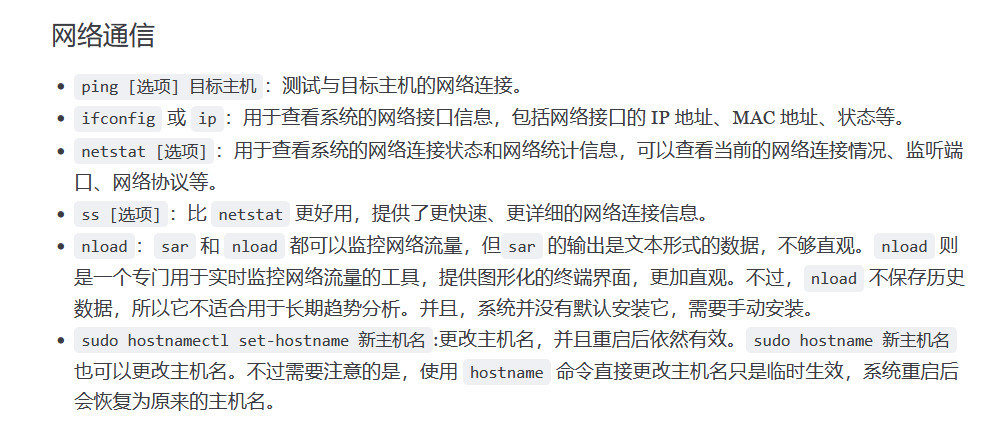 网络通信
ping [选项] 目标主机：测试与目标主机的网络连接。
ifconfig 或 ip：用于查看系统的网络接口信息，包括网络接口的 IP 地址、MAC 地址、状态等。
netstat [选项]：用于查看系统的网络连接状态和网络统计信息，可以查看当前的网络连接情况、监听端
口、网络协议等。
ss [选项]：比 netstat 更好用，提供了更快速、更详细的网络连接信息。
nload：sar 和 nload 都可以监控网络流量，但sar 的输出是文本形式的数据，不够直观。nload 则
是一个专门用于实时监控网络流量的工具，提供图形化的终端界面，更加直观。不过，nload 不保存历史
数据，所以它不适合用于长期趋势分析。并且，系统并没有默认安装它，需要手动安装。
sudo hostnamectl set-hostname 新主机名:更改主机名，并且重启后依然有效。sudo hostname 新主机名
也可以更改主机名。不过需要注意的是，使用 hostname 命令直接更改主机名只是临时生效，系统重启后
会恢复为原来的主机名。